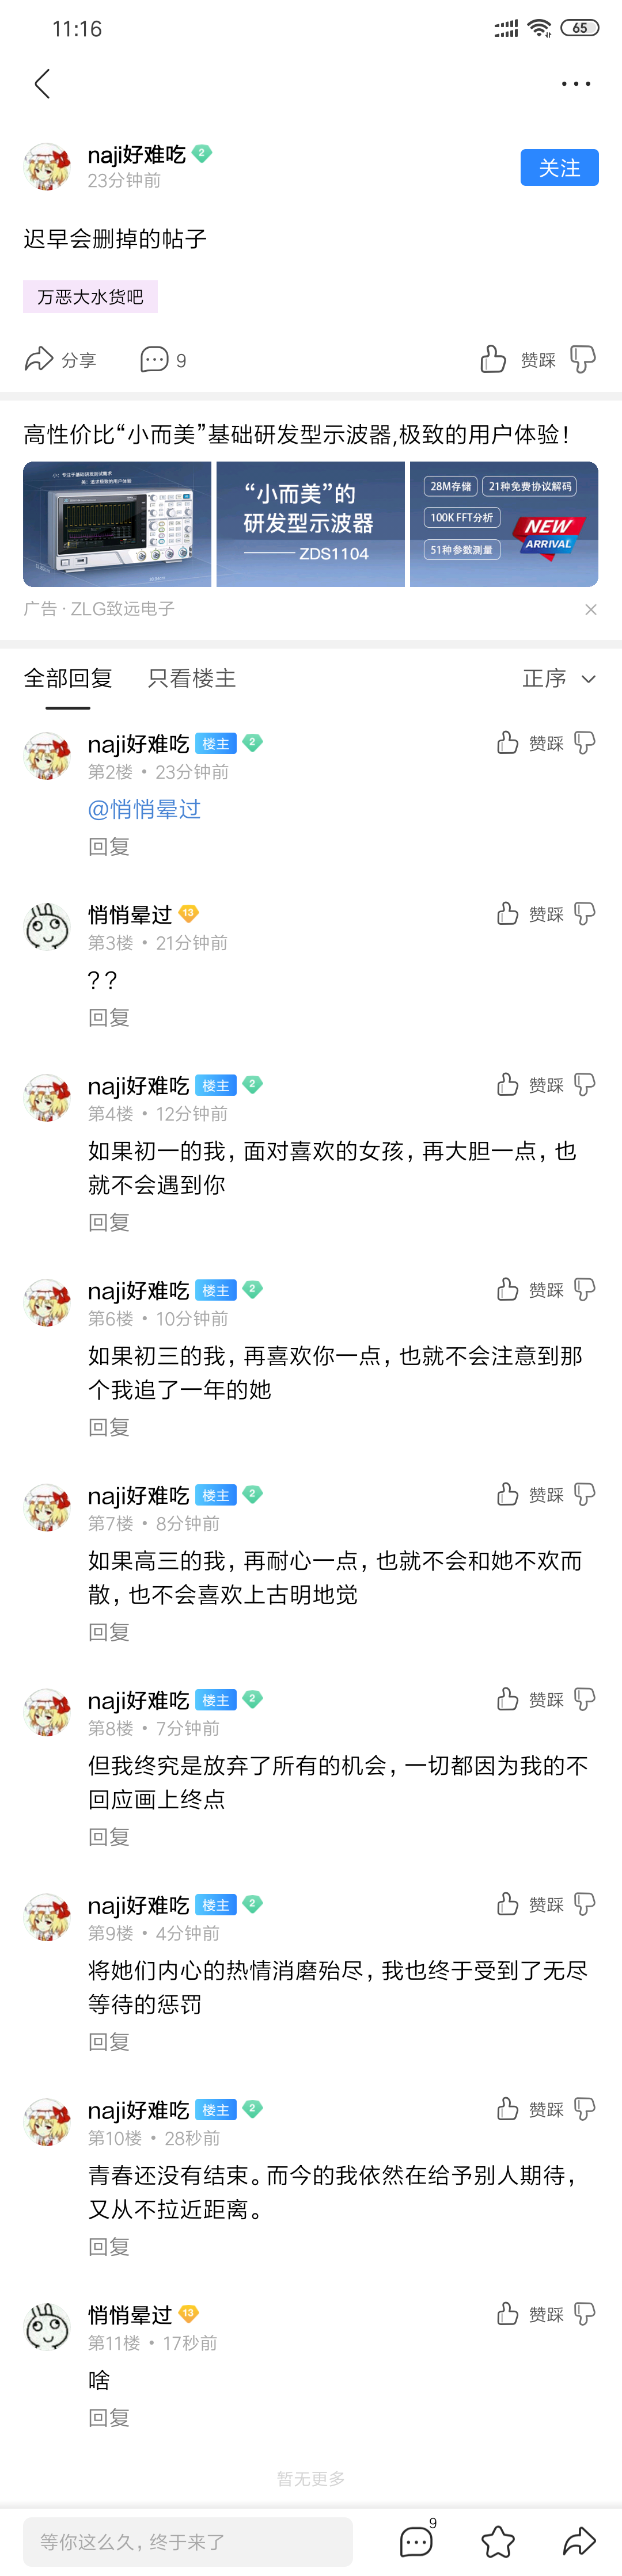 11:16
65
naji好难吃 2
23分钟前
关注
迟早会删掉的帖子
万恶大水货吧
分享
9
赞踩
高性价比“小而美”基础研发型示波器,极致的用户体验!
“小而美”的
研发型示波器
ZDS1104
28M存储
21种免费协议解码
100K FFT分析
51种参数测量
NEW
ARRIVAL
广告 · ZLG致远电子
全部回复
只看楼主
正序
naji好难吃 楼主 2
赞踩
第2楼 • 23分钟前
@悄悄晕过
回复
悄悄晕过 13
赞踩
第3楼 • 21分钟前
??
回复
naji好难吃 楼主 2
赞踩
第4楼 • 12分钟前
如果初一的我,面对喜欢的女孩,再大胆一点,也
就不会遇到你
回复
naji好难吃 楼主 2
赞踩
第6楼 • 10分钟前
如果初三的我,再喜欢你一点,也就不会注意到那
个我追了一年的她
回复
naji好难吃 楼主 2
赞踩
第7楼 • 8分钟前
如果高三的我,再耐心一点,也就不会和她不欢而
散,也不会喜欢上古明地觉
回复
naji好难吃 楼主 2
赞踩
第8楼 • 7分钟前
但我终究是放弃了所有的机会,一切都因为我的不
回应画上终点
回复
naji好难吃 楼主 2
赞踩
第9楼 • 4分钟前
将她们内心的热情消磨殆尽,我也终于受到了无尽
等待的惩罚
回复
naji好难吃 楼主 2
赞踩
第10楼 • 28秒前
青春还没有结束。而今的我依然在给予别人期待,
又从不拉近距离。
回复
悄悄晕过 13
赞踩
第11楼 • 17秒前
啥
回复
暂无更多
等你这么久,终于来了
9